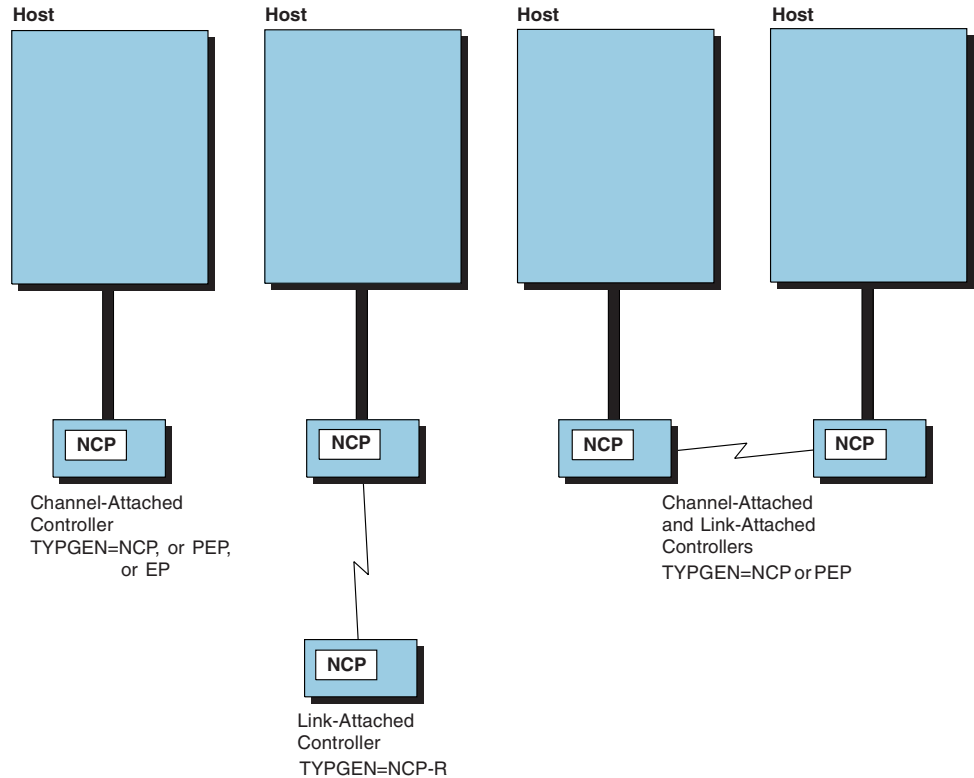 Host
Host
Host
Host
NCP
NCP
NCP
NCP
Channel-Attached
Controller
TYPGEN=NCP, or PEP,
or EP
Channel-Attached
and Link-Attached
Controllers
TYPGEN=NCP or PEP
NCP
Link-Attached
Controller
TYPGEN=NCP-R